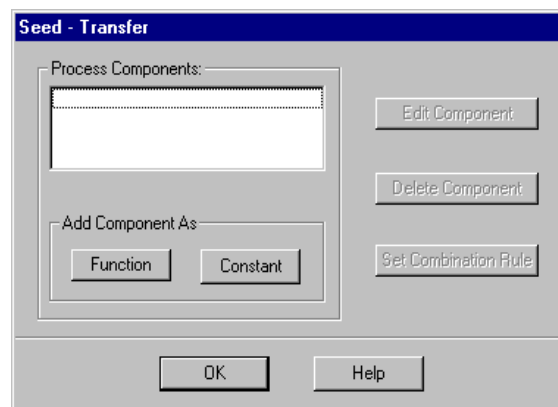 Seed - Transfer
Process Components:
Edit Component
Delete Component
Add Component As
Function
Constant
Set Combination Rule
OK
Help